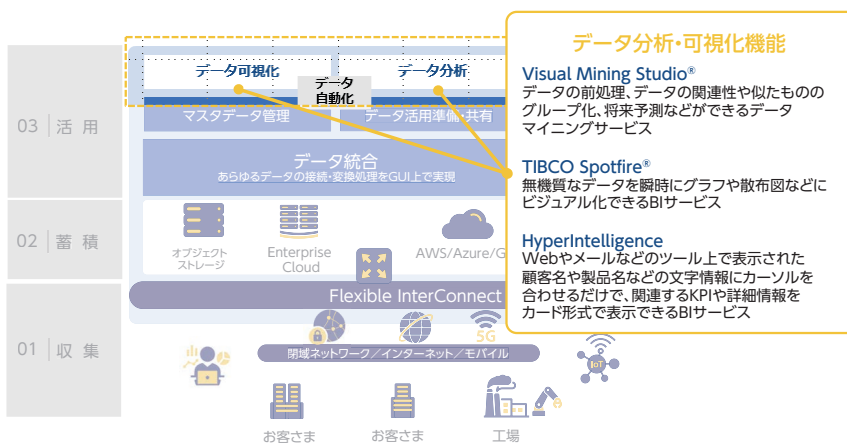 データ分析・可視化機能
Visual Mining Studio®
データの前処理、データの関連性や似たものの
グループ化、将来予測などができるデータ
マイニングサービス
TIBCO Spotfire®
無機質なデータを瞬時にグラフや散布図などに
ビジュアル化できるBIサービス
HyperIntelligence
Webやメールなどのツール上で表示された
顧客名や製品名などの文字情報にカーソルを
合わせるだけで、関連するKPIや詳細情報を
カード形式で表示できるBIサービス
03 活用
データ可視化
データ分析
データ
自動化
マスタデータ管理
データ活用準備・共有
データ統合
あらゆるデータの接続・変換処理をGUI上で実現
02 蓄積
オブジェクト
ストレージ
Enterprise
Cloud
AWS/Azure/G
Flexible InterConnect
01 収集
5G
閉域ネットワーク／インターネット／モバイル
IoT
お客さま
お客さま
工場